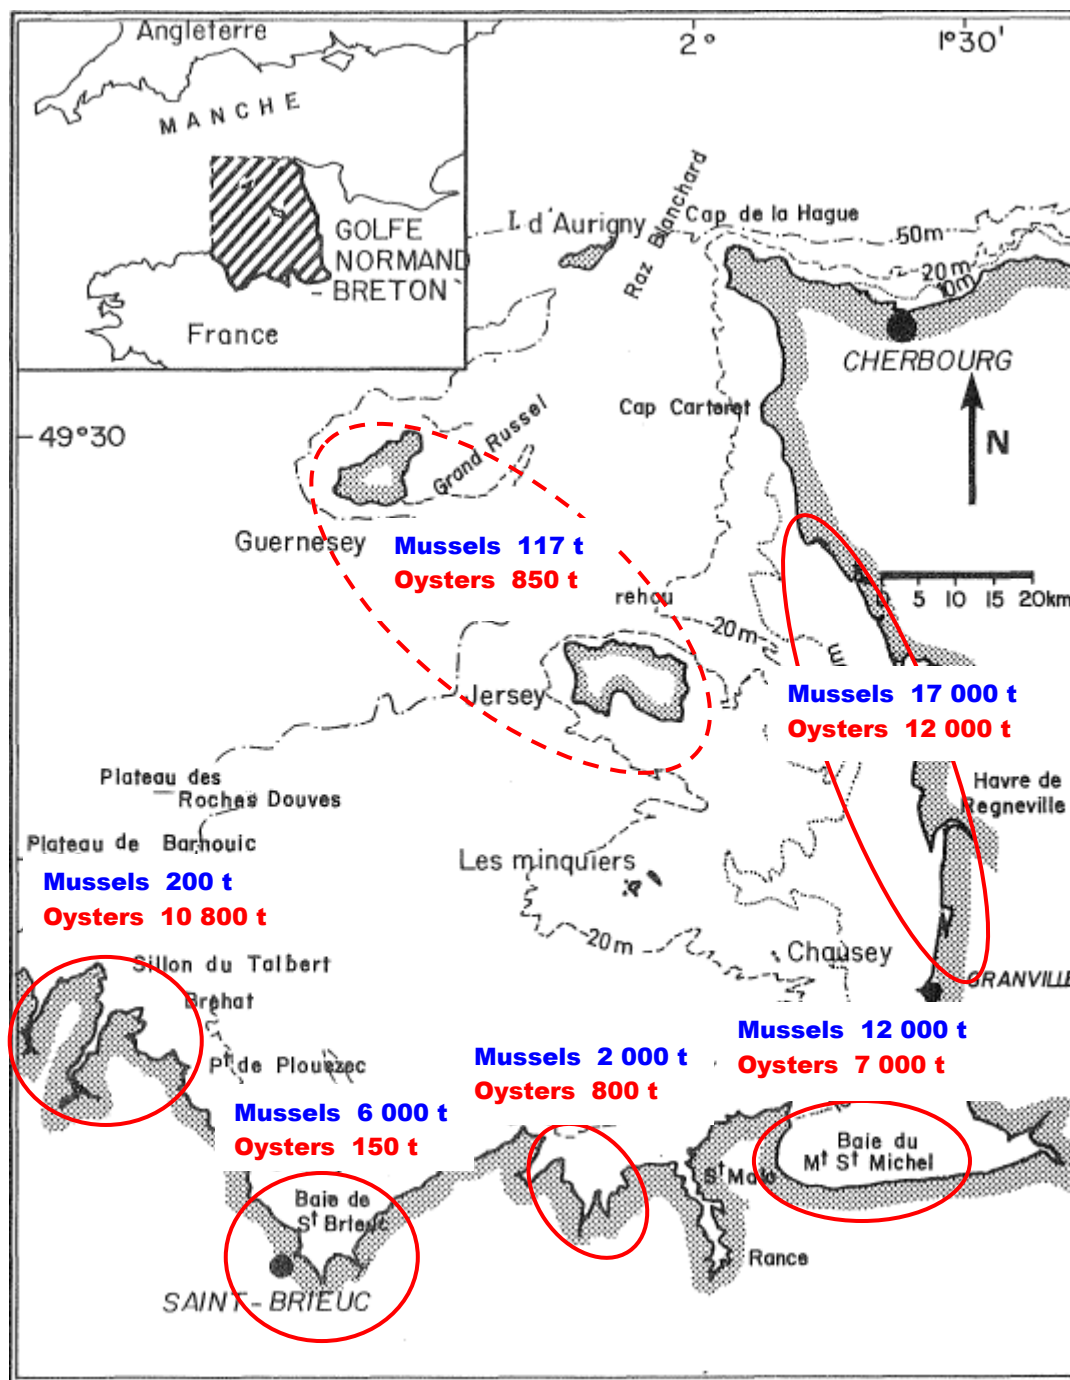 Angleterre
MANCHE
GOLFE
NORMAND
-BRETON
France
2°
1°30'
I. d'Aurigny
Raz Blanchard
Cap de la Hague
50m
20m
0m
CHERBOURG
49°30
Cap Carteret
N
Grand Russel
Guernesey
Mussels 117 t
Oysters 850 t
rehou
0 5 10 15 20km
20m
m
Jersey
Mussels 17 000 t
Oysters 12 000 t
Plateau des
Roches Douves
Havre de
Regneville
Plateau de Barnouic
Les minquiers
Mussels 200 t
Oysters 10 800 t
20m
Chausey
Sillon du Talbert
GRANVILLE
Brehat
Mussels 12 000 t
Oysters 7 000 t
Pt de Plouezec
Mussels 2 000 t
Oysters 800 t
Mussels 6 000 t
Oysters 150 t
Baie du
Mt St Michel
St Malo
Baie de
St Brieuc
Rance
SAINT-BRIEUC